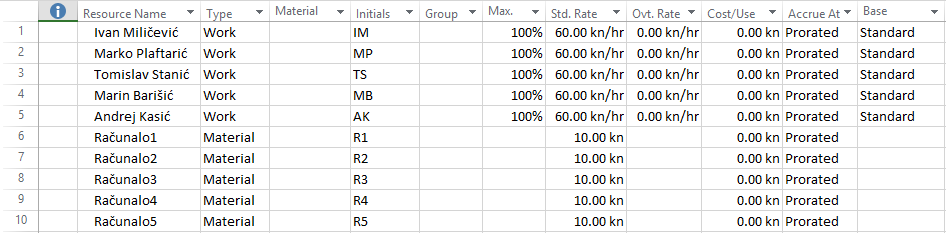 Resource Name Type Material Initials Group Max. Std. Rate Ovt. Rate Cost/Use Accrue At Base
1 Ivan Miličević Work IM 100% 60.00 kn/hr 0.00 kn/hr 0.00 kn Prorated Standard
2 Marko Plaftarić Work MP 100% 60.00 kn/hr 0.00 kn/hr 0.00 kn Prorated Standard
3 Tomislav Stanić Work TS 100% 60.00 kn/hr 0.00 kn/hr 0.00 kn Prorated Standard
4 Marin Barišić Work MB 100% 60.00 kn/hr 0.00 kn/hr 0.00 kn Prorated Standard
5 Andrej Kasić Work AK 100% 60.00 kn/hr 0.00 kn/hr 0.00 kn Prorated Standard
6 Računalo1 Material R1 10.00 kn 0.00 kn Prorated
7 Računalo2 Material R2 10.00 kn 0.00 kn Prorated
8 Računalo3 Material R3 10.00 kn 0.00 kn Prorated
9 Računalo4 Material R4 10.00 kn 0.00 kn Prorated
10 Računalo5 Material R5 10.00 kn 0.00 kn Prorated